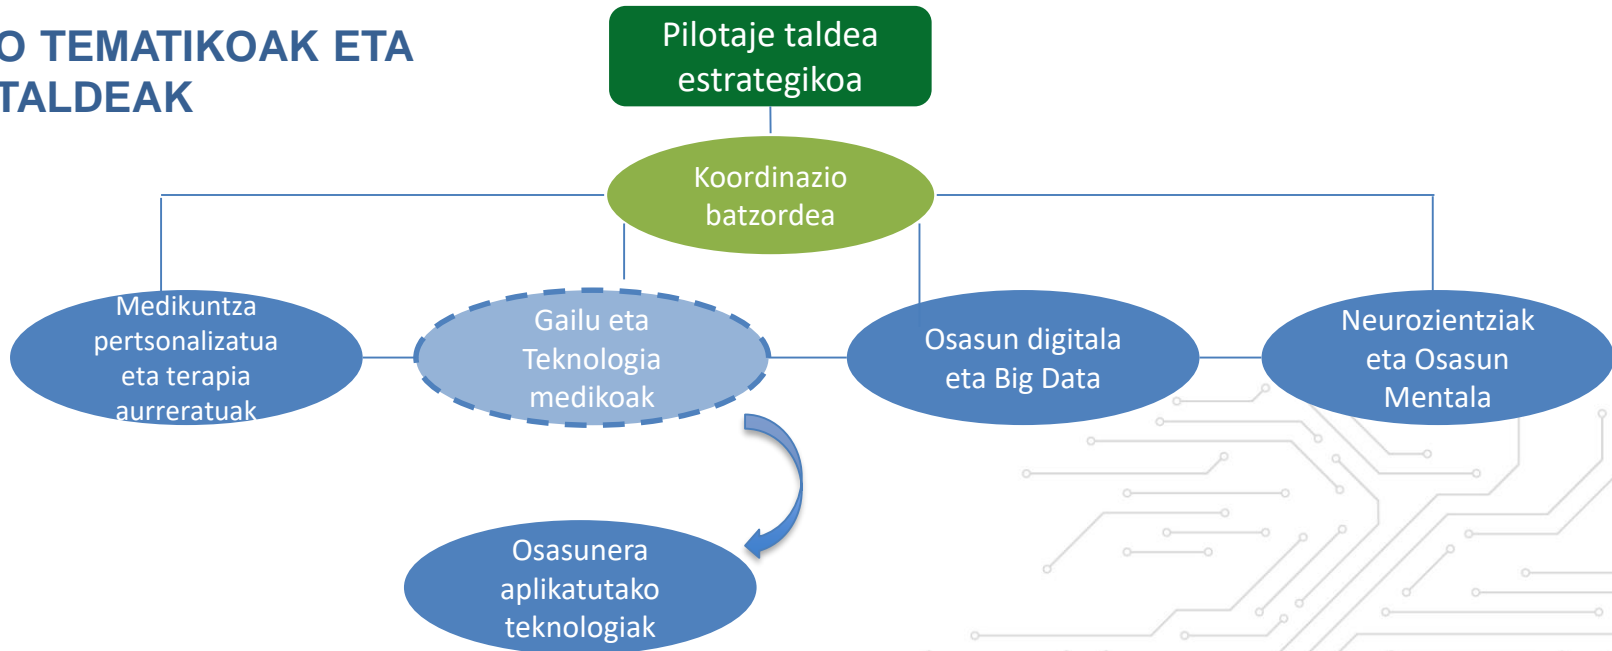 O TEMATIKOAK ETA
TALDEAK
Pilotaje taldea
estrategikoa
Koordinazio
batzordea
Medikuntza
pertsonalizatua
eta terapia
aurreratuak
Gailu eta
Teknologia
medikoak
Osasun digitala
eta Big Data
Neurozientziak
eta Osasun
Mentala
Osasunera
aplikatutako
teknologiak